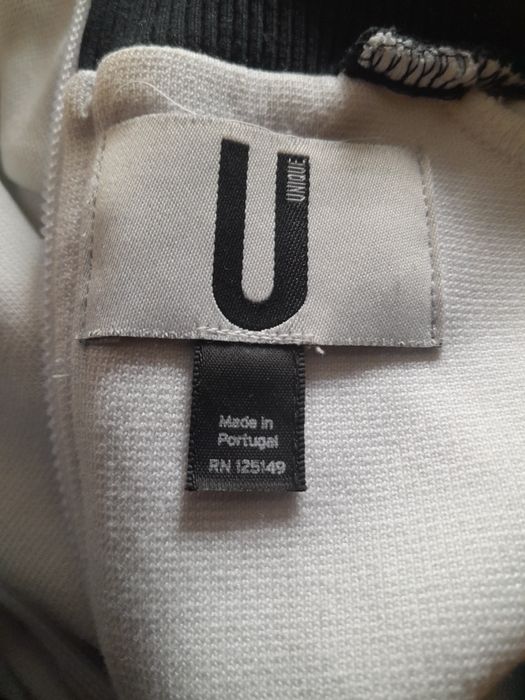 U
UNIQUE
Made in
Portugal
RN 125149